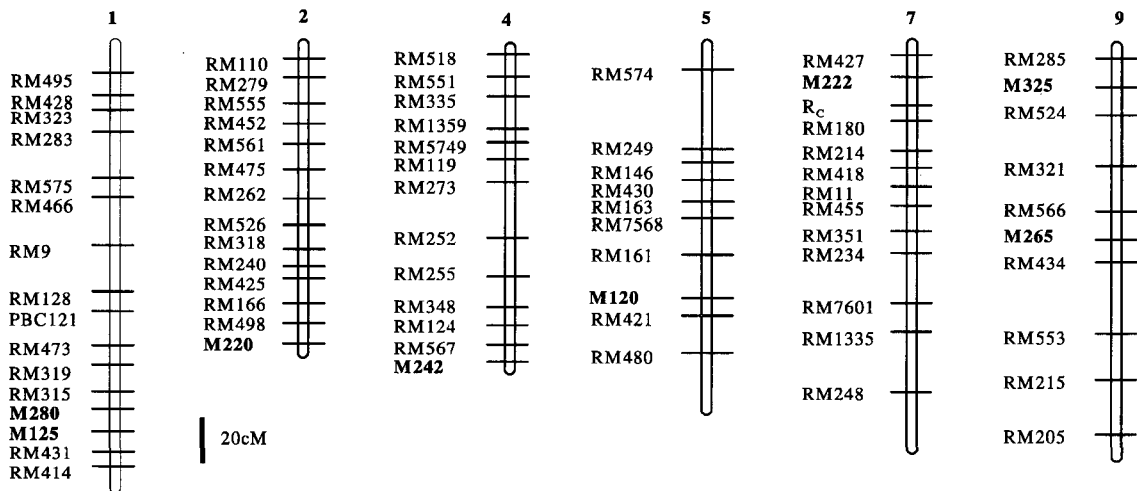 1
RM495
RM428
RM323
RM283
RM575
RM466
RM9
RM128
PBC121
RM473
RM319
RM315
M280
M125
RM431
RM414
2
RM110
RM279
RM555
RM452
RM561
RM475
RM262
RM526
RM318
RM240
RM425
RM166
RM498
M220
20cM
4
RM518
RM551
RM335
RM1359
RM5749
RM119
RM273
RM252
RM255
RM348
RM124
RM567
M242
5
RM574
RM249
RM146
RM430
RM163
RM7568
RM161
M120
RM421
RM480
7
RM427
M222
RC
RM180
RM214
RM418
RM11
RM455
RM351
RM234
RM7601
RM1335
RM248
9
RM285
M325
RM524
RM321
RM566
M265
RM434
RM553
RM215
RM205